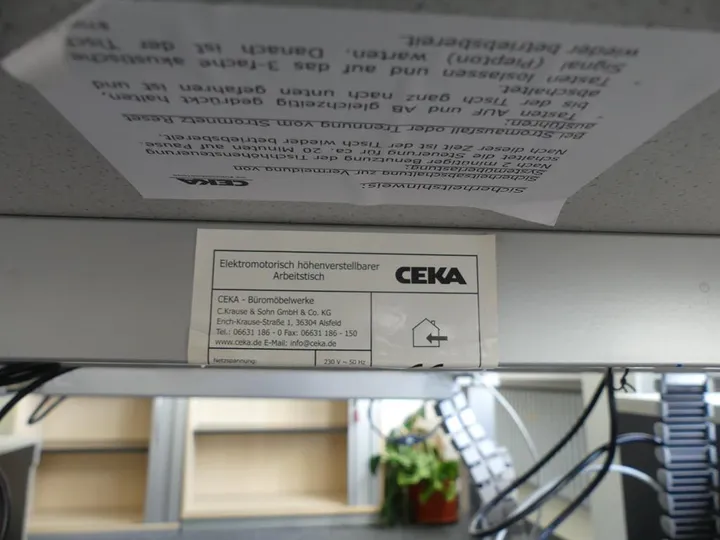 CEKA
Sicherheitshinweis:
Systemabschaltung zur Vermeidung von
Systemüberlastung:
Nach 2 minütiger Benutzung der Tischhöhensteuerung
schaltet die Steuerung für ca. 20 Minuten auf Pause.
Nach dieser Zeit ist der Tisch wieder betriebsbereit.
Bei Stromausfall oder Trennung vom Stromnetz Reset
ausführen:
- Tasten AUF und AB gleichzeitig gedrückt halten,
bis der Tisch ganz nach unten gefahren ist und
abschaltet.
- Tasten loslassen und auf das 3-fache akustische
Signal (Piepton) warten. Danach ist der Tisch
wieder betriebsbereit.
Elektromotorisch höhenverstellbarer
Arbeitstisch
CEKA
CEKA - Büromöbelwerke
C.Krause & Sohn GmbH & Co. KG
Erich-Krause-Straße 1, 36304 Alsfeld
Tel.: 06631 186 - 0 Fax: 06631 186 - 150
www.ceka.de E-Mail: info@ceka.de
Netzspannung: 230 V ~ 50 Hz